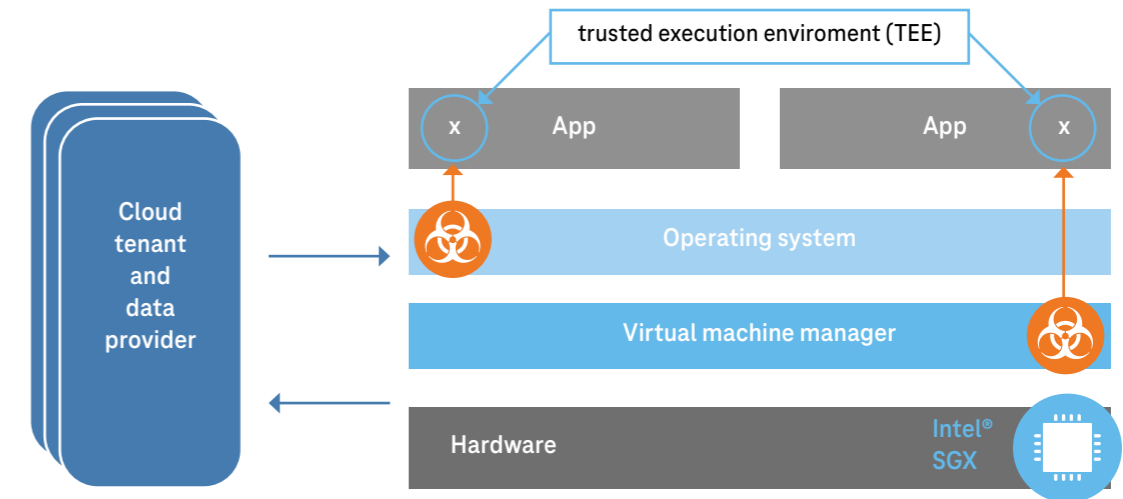 trusted execution enviroment (TEE)
x
App
App
x
Cloud
tenant
and
data
provider
Operating system
Virtual machine manager
Hardware
Intel®
SGX